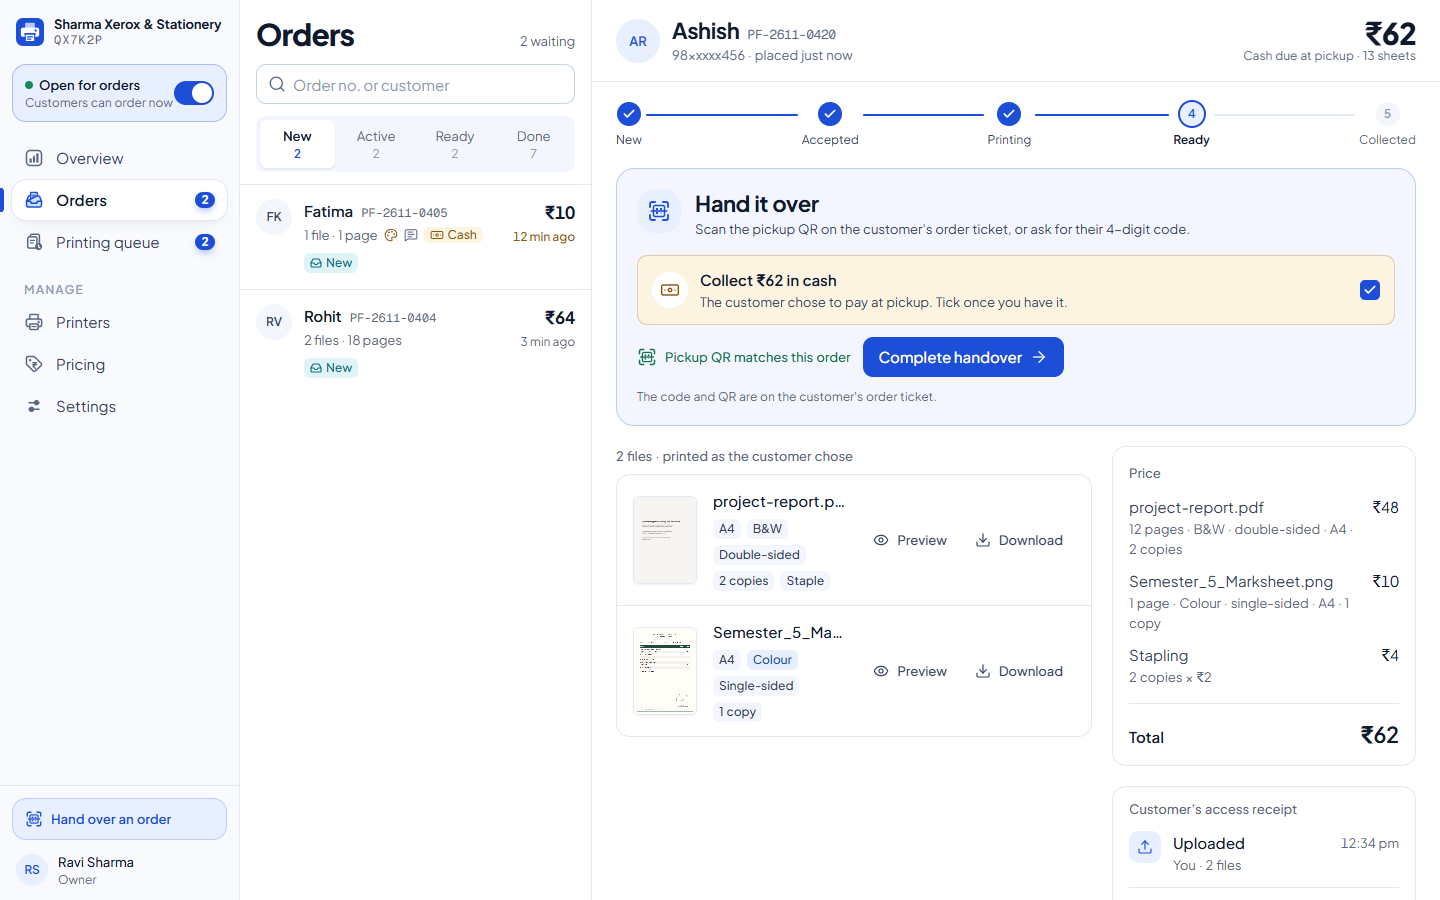 Sharma Xerox & Stationery
QX7K2P
Open for orders
Customers can order now
Overview
Orders
2
Printing queue
2
MANAGE
Printers
Pricing
Settings
Hand over an order
RS
Ravi Sharma
Owner
Orders
2 waiting
Order no. or customer
New
2
Active
2
Ready
2
Done
7
FK
Fatima PF-2611-0405
₹10
1 file · 1 page
Cash
12 min ago
New
RV
Rohit PF-2611-0404
₹64
2 files · 18 pages
3 min ago
New
AR
Ashish PF-2611-0420
98×xxxx456 · placed just now
₹62
Cash due at pickup · 13 sheets
New
Accepted
Printing
4
Ready
5
Collected
Hand it over
Scan the pickup QR on the customer's order ticket, or ask for their 4-digit code.
Collect ₹62 in cash
The customer chose to pay at pickup. Tick once you have it.
Pickup QR matches this order
Complete handover
The code and QR are on the customer's order ticket.
2 files · printed as the customer chose
project-report.p...
A4 B&W
Double-sided
2 copies Staple
Preview
Download
Semester_5_Ma...
A4 Colour
Single-sided
1 copy
Preview
Download
Price
project-report.pdf ₹48
12 pages · B&W · double-sided · A4 ·
2 copies
Semester_5_Marksheet.png ₹10
1 page · Colour · single-sided · A4 · 1
copy
Stapling ₹4
2 copies × ₹2
Total ₹62
Customer's access receipt
Uploaded 12:34 pm
You · 2 files